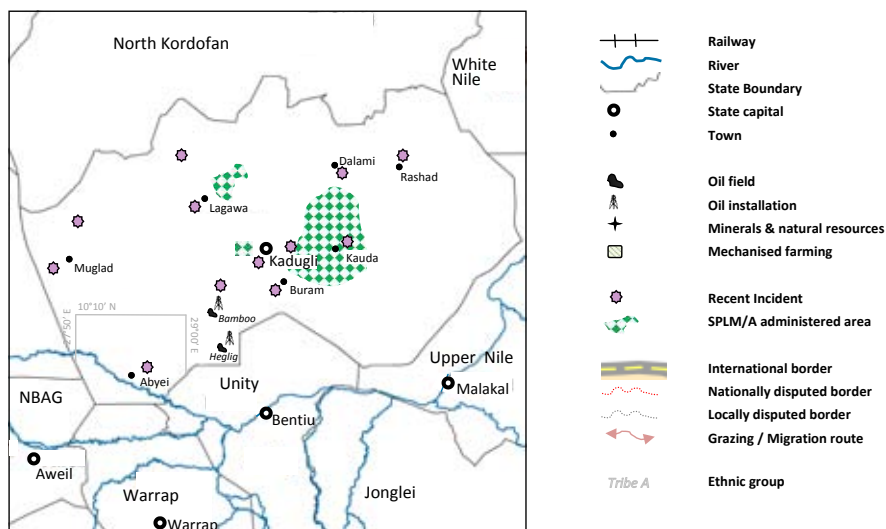 North Kordofan
White
Nile
Dalami
Rashad
Lagawa
Kadugli
Kauda
Muglad
Buram
10°10' N
27°50' E
29°00' E
Bamboo
Heglig
Abyei
Unity
Upper Nile
NBAG
Malakal
Bentiu
Aweil
Warrap
Jonglei
Warrap
Railway
River
State Boundary
State capital
Town
Oil field
Oil installation
Minerals & natural resources
Mechanised farming
Recent Incident
SPLM/A administered area
International border
Nationally disputed border
Locally disputed border
Grazing / Migration route
Tribe A
Ethnic group